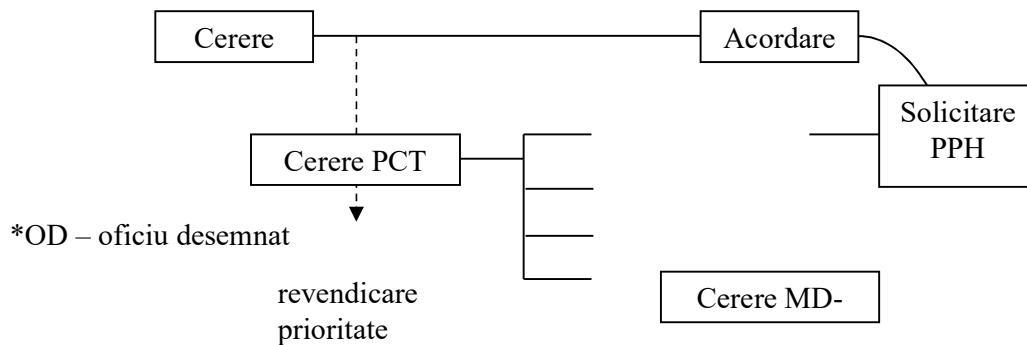 Cerere
Acordare
Solicitare
PPH
Cerere PCT
*OD – oficiu desemnat
revendicare
prioritate
Cerere MD-